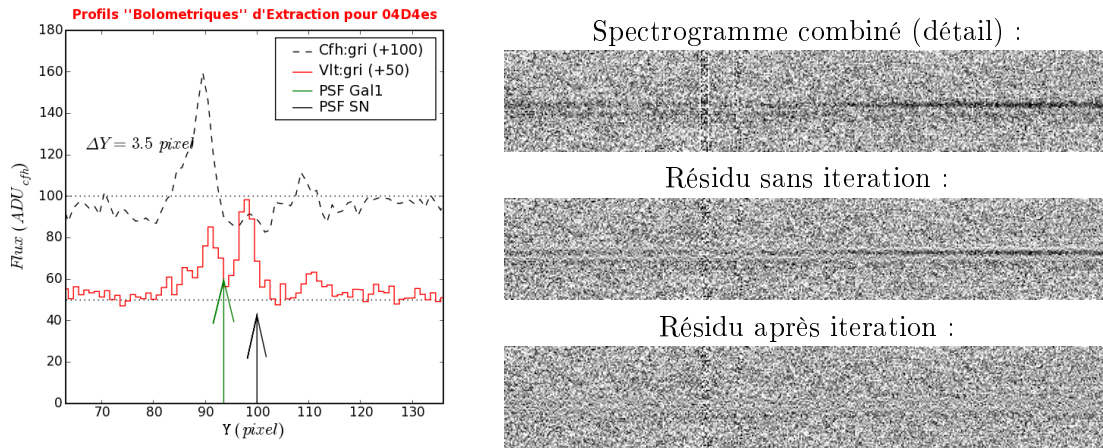 Profils ''Bolometriques'' d'Extraction pour 04D4es
180
160
140
120
100
80
60
40
20
0
Flux (ADU_{cfh})
ΔY = 3.5 pixel
Cfh:gri (+100)
Vlt:gri (+50)
PSF Gal1
PSF SN
70 80 90 100 110 120 130
Y (pixel)
Spectrogramme combiné (détail) :
Résidu sans iteration :
Résidu après iteration :